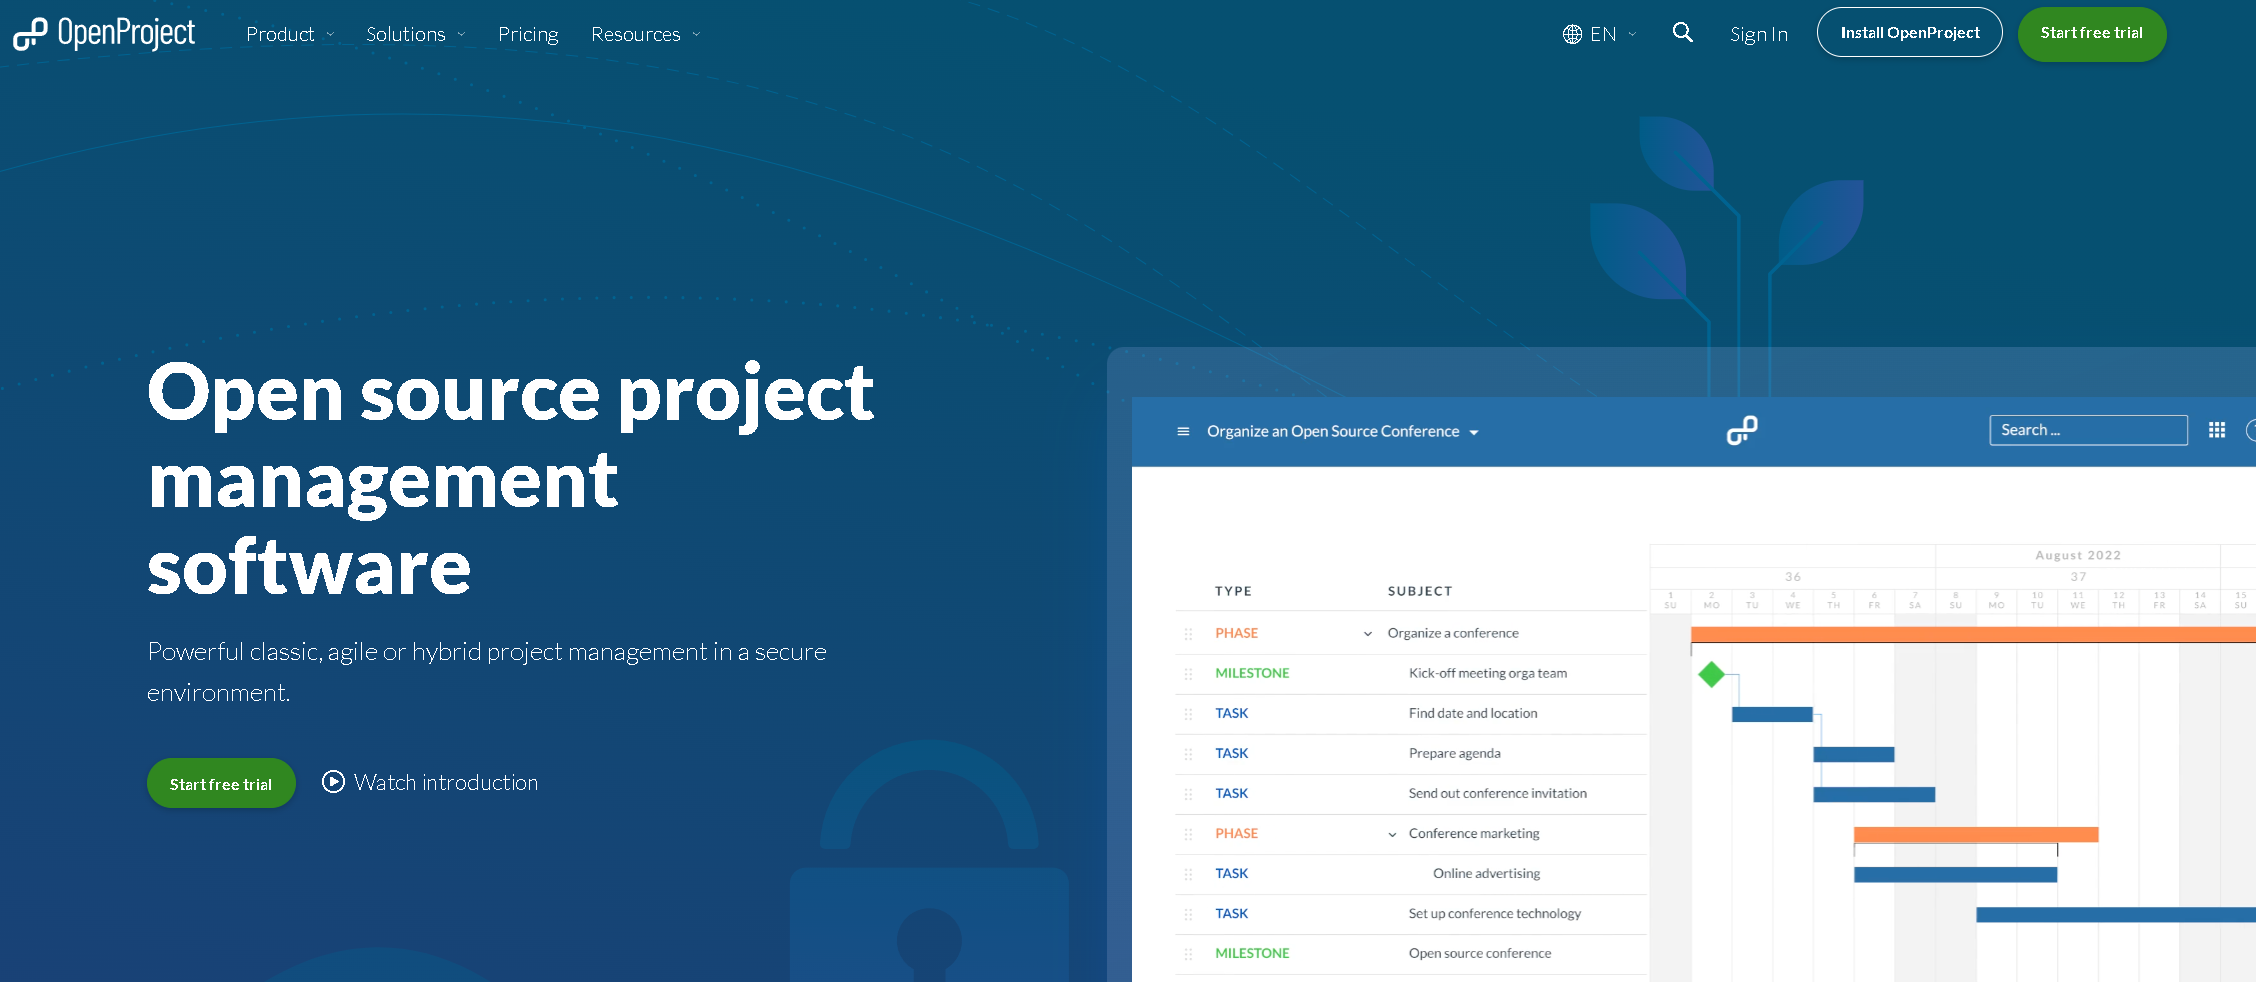 OpenProject
Product
Solutions
Pricing
Resources
EN
Sign In
Install OpenProject
Start free trial
Open source project
management
software
Powerful classic, agile or hybrid project management in a secure
environment.
Start free trial
Watch introduction
Organize an Open Source Conference
Search ...
August 2022
36 37
TYPE SUBJECT
1 2 3 4 5 6 7 8 9 10 11 12 13 14 15
SU MO TU WE TH FR SA SU MO TU WE TH FR SA SU
PHASE Organize a conference
MILESTONE Kick-off meeting orga team
TASK Find date and location
TASK Prepare agenda
TASK Send out conference invitation
PHASE Conference marketing
TASK Online advertising
TASK Set up conference technology
MILESTONE Open source conference